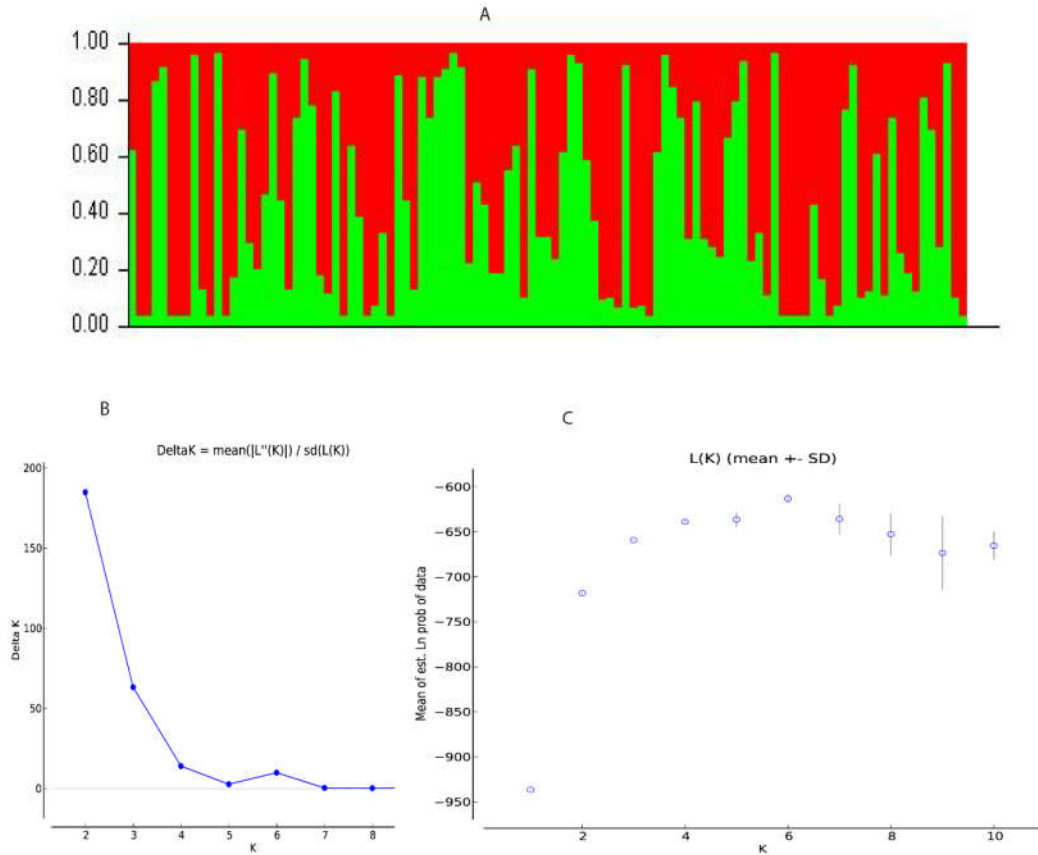 A
1.00
0.80
0.60
0.40
0.20
0.00
B
DeltaK = mean(|L''(K)|) / sd(L(K))
200
150
100
50
0
Delta K
2 3 4 5 6 7 8
K
C
L(K) (mean +- SD)
−600
−650
−700
−750
−800
−850
−900
−950
Mean of est. Ln prob of data
2 4 6 8 10
K